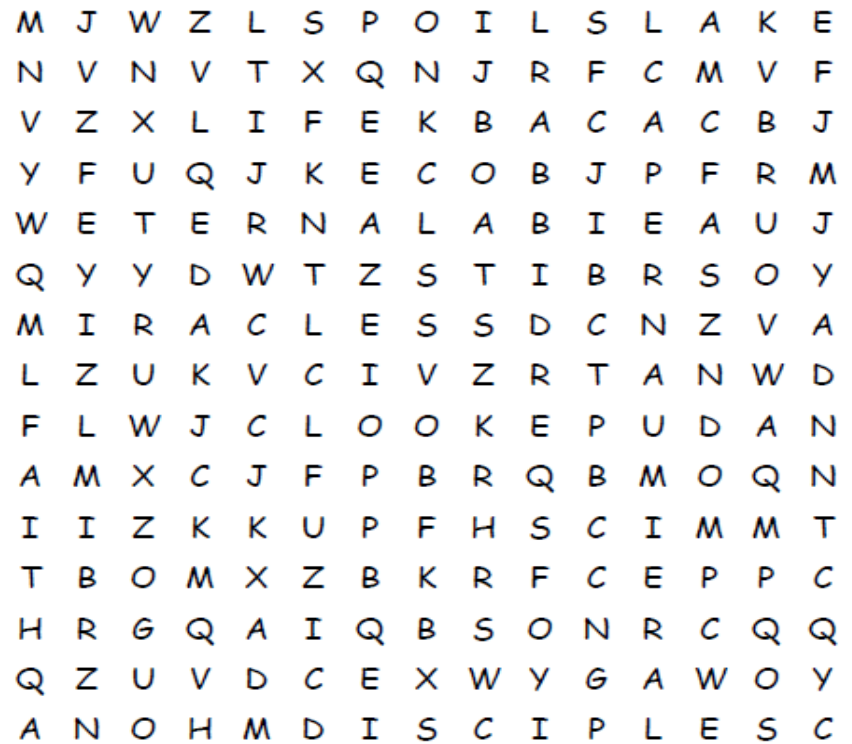 M J W Z L S P O I L S L A K E
N V N V T X Q N J R F C M V F
V Z X L I F E K B A C A C B J
Y F U Q J K E C O B J P F R M
W E T E R N A L A B I E A U J
Q Y Y D W T Z S T I B R S O Y
M I R A C L E S S D C N Z V A
L Z U K V C I V Z R T A N W D
F L W J C L O O K E P U D A N
A M X C J F P B R Q B M O Q N
I I Z K K U P F H S C I M M T
T B O M X Z B K R F C E P P C
H R G Q A I Q B S O N R C Q Q
Q Z U V D C E X W Y G A W O Y
A N O H M D I S C I P L E S C